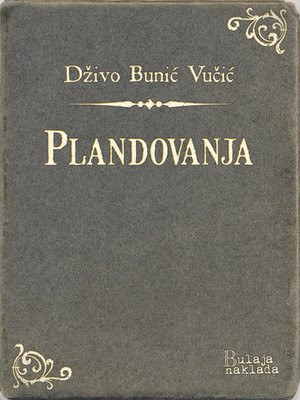 Dživo Bunić Vučić
PLANDOVANJA
Bulaja
naklada